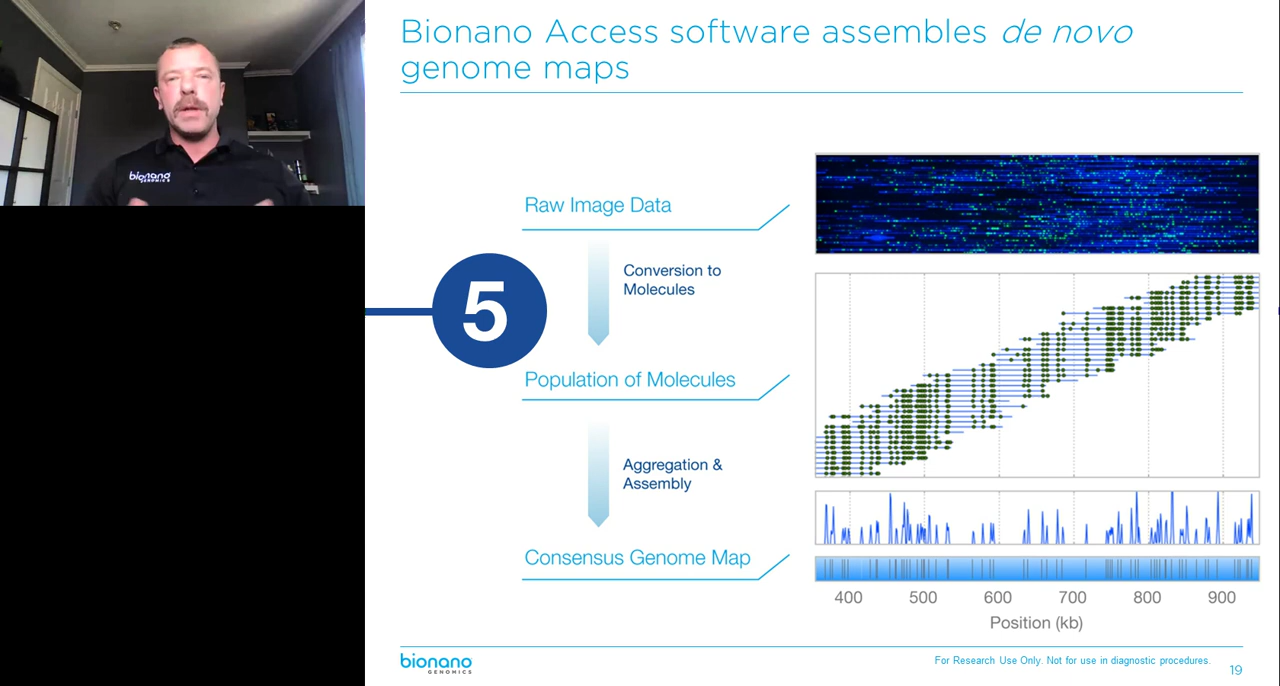 bionano
GENOMICS
Bionano Access software assembles de novo
genome maps
Raw Image Data
Conversion to
Molecules
5
Population of Molecules
Aggregation &
Assembly
Consensus Genome Map
400 500 600 700 800 900
Position (kb)
bionano
GENOMICS
For Research Use Only. Not for use in diagnostic procedures.
19